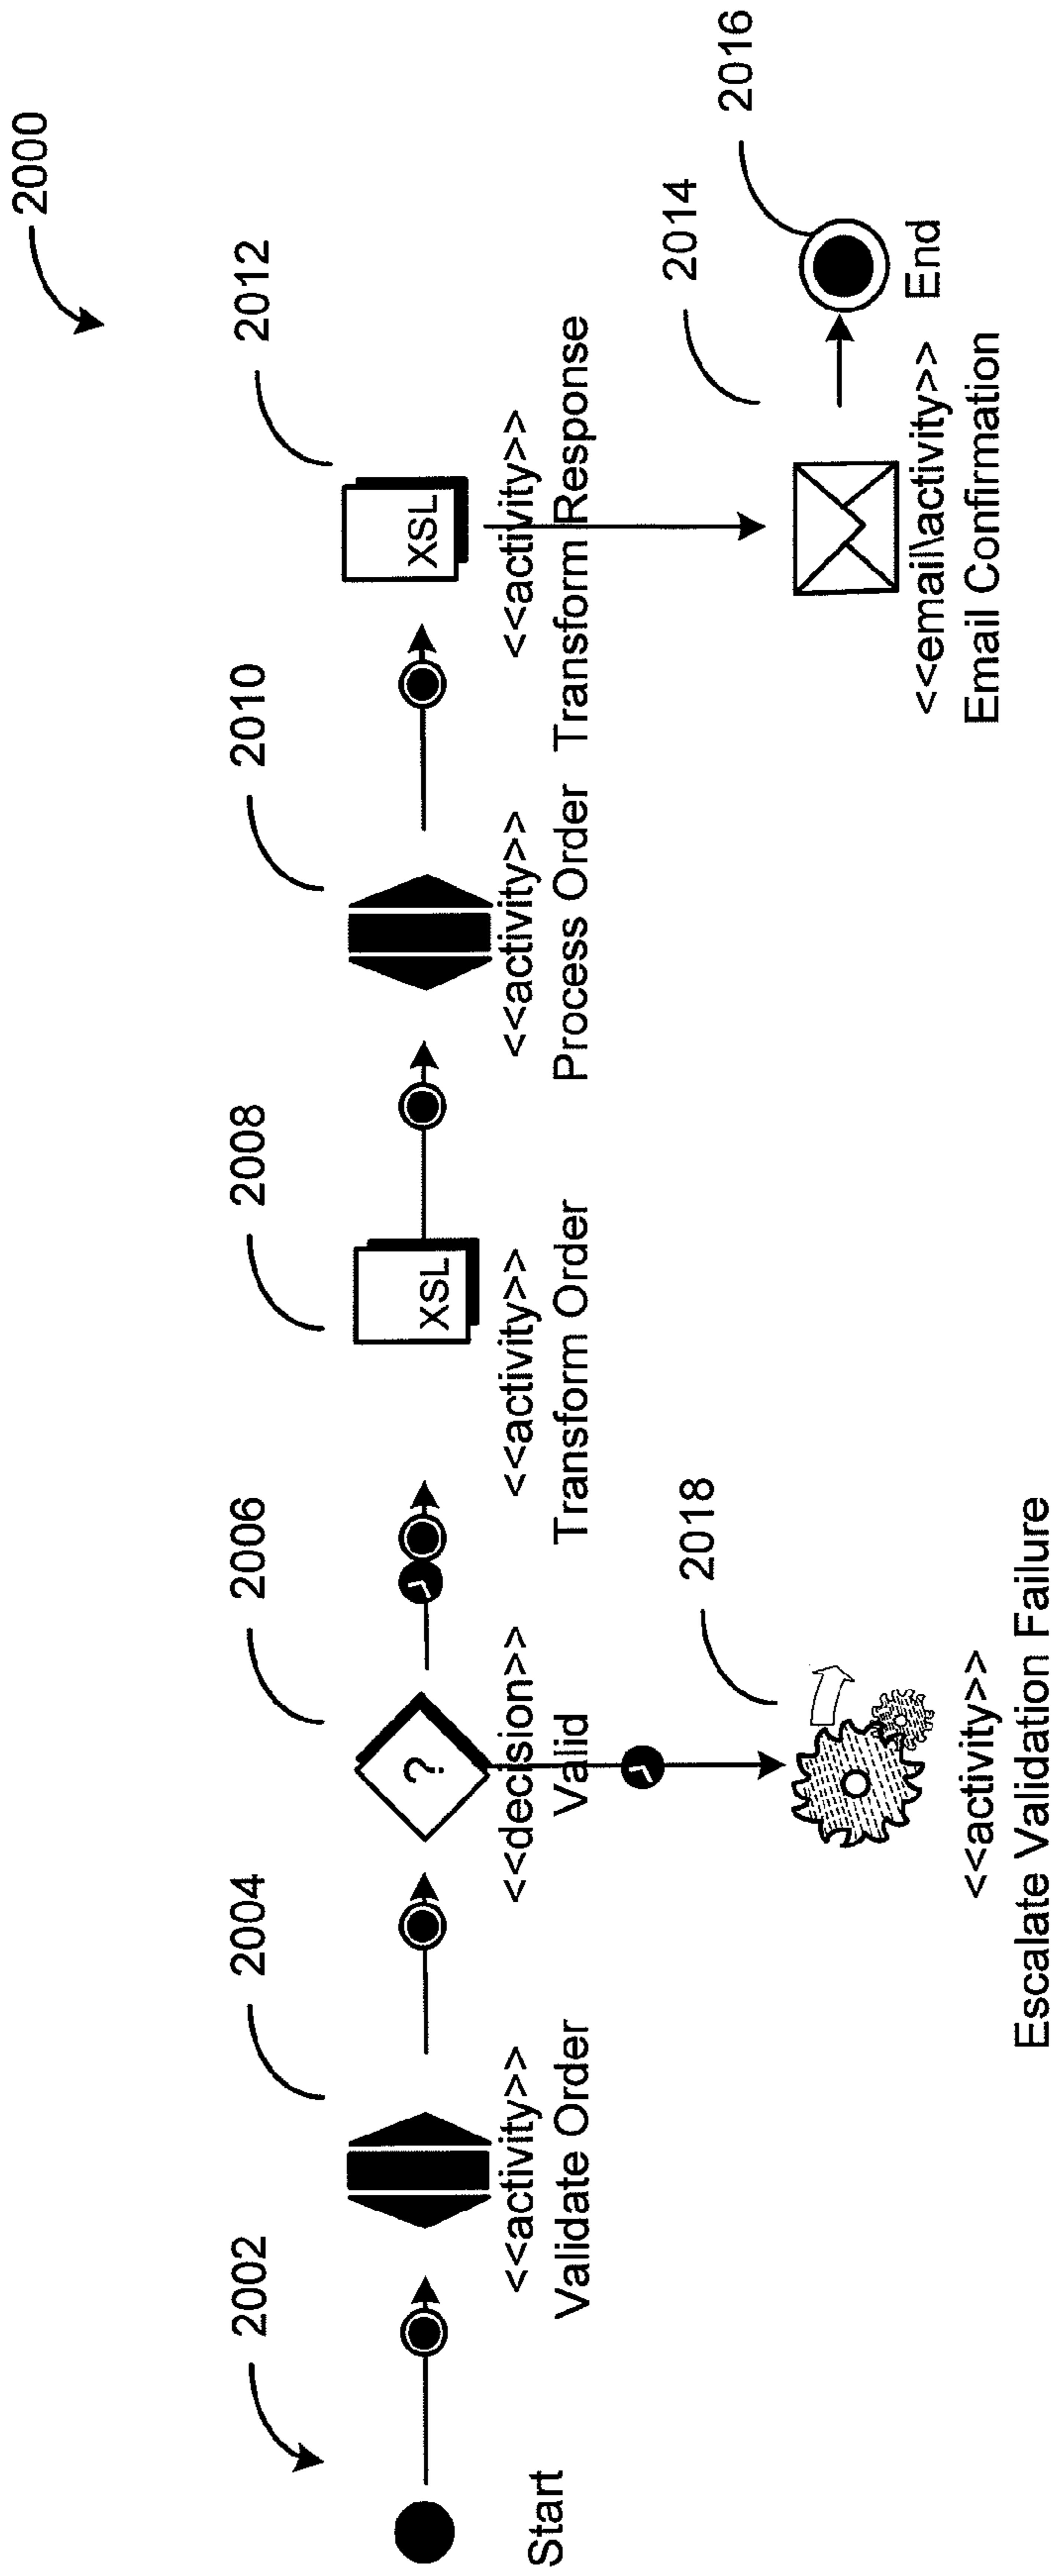 2000
2002
2004
2006
2008
2010
2012
Start
<<activity>>
Validate Order
?
<<decision>>
Valid
XSL
<<activity>>
Transform Order
<<activity>>
Process Order
XSL
<<activity>>
Transform Response
2018
<<activity>>
Escalate Validation Failure
2014
<<email\activity>>
Email Confirmation
2016
End